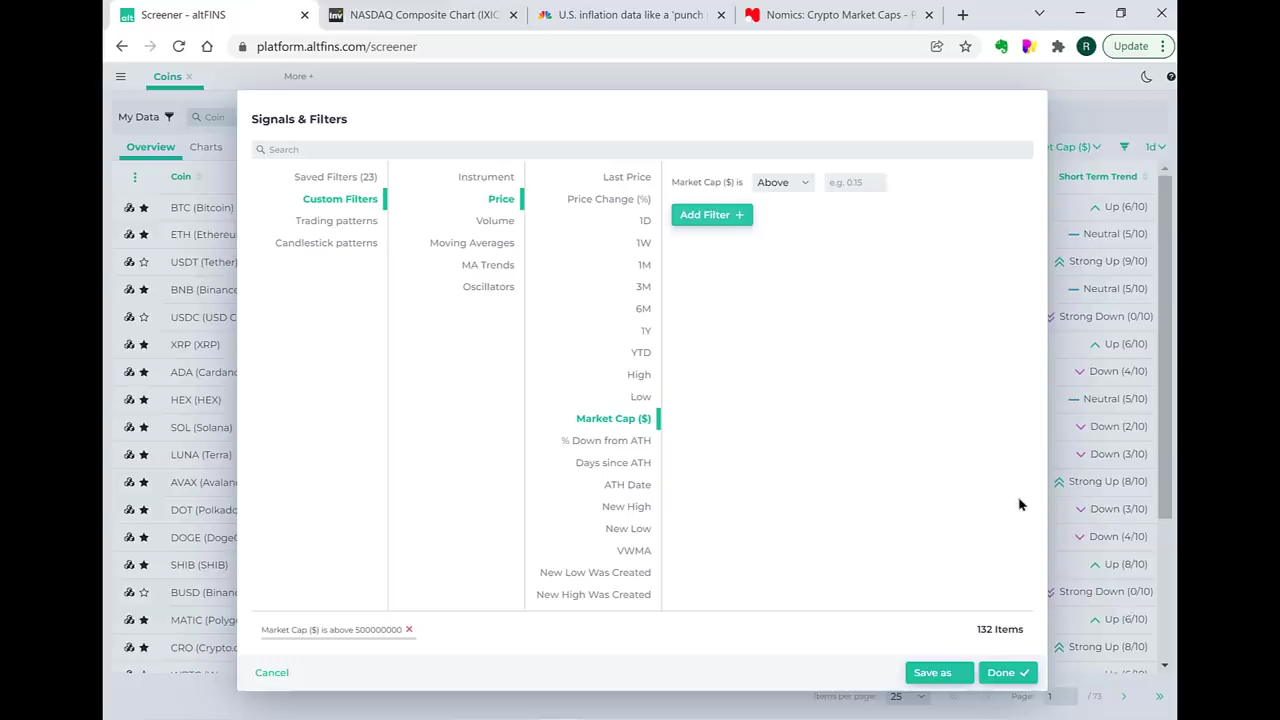 Screener - altFINS
NASDAQ Composite Chart (IXIC
U.S. inflation data like a 'punch
Nomics: Crypto Market Caps - P
platform.altfins.com/screener
R
Update
Coins
More +
My Data
Coin
Signals & Filters
Search
Overview
Charts
et Cap ($)
1d
Coin
Short Term Trend
BTC (Bitcoin)
Up (6/10)
ETH (Ethereu
Neutral (5/10)
USDT (Tether)
Strong Up (9/10)
BNB (Binance
Neutral (5/10)
USDC (USD C
Strong Down (0/10)
XRP (XRP)
Up (6/10)
ADA (Cardano
Down (4/10)
HEX (HEX)
Neutral (5/10)
SOL (Solana)
Down (2/10)
LUNA (Terra)
Down (3/10)
AVAX (Avalan
Strong Up (8/10)
DOT (Polkado
Down (3/10)
DOGE (DogeC
Down (4/10)
SHIB (SHIB)
Up (8/10)
BUSD (Binanc
Strong Down (0/10)
MATIC (Polyg
Up (6/10)
CRO (Crypto.c
Strong Up (8/10)
Saved Filters (23)
Custom Filters
Trading patterns
Candlestick patterns
Instrument
Price
Volume
Moving Averages
MA Trends
Oscillators
Last Price
Price Change (%)
1D
1W
1M
3M
6M
1Y
YTD
High
Low
Market Cap ($)
% Down from ATH
Days since ATH
ATH Date
New High
New Low
VWMA
New Low Was Created
New High Was Created
Market Cap ($) is
Above
e.g. 0.15
Add Filter +
Market Cap ($) is above 500000000
132 Items
Cancel
Save as
Done
Items per page:
25
Page:
1
/ 73